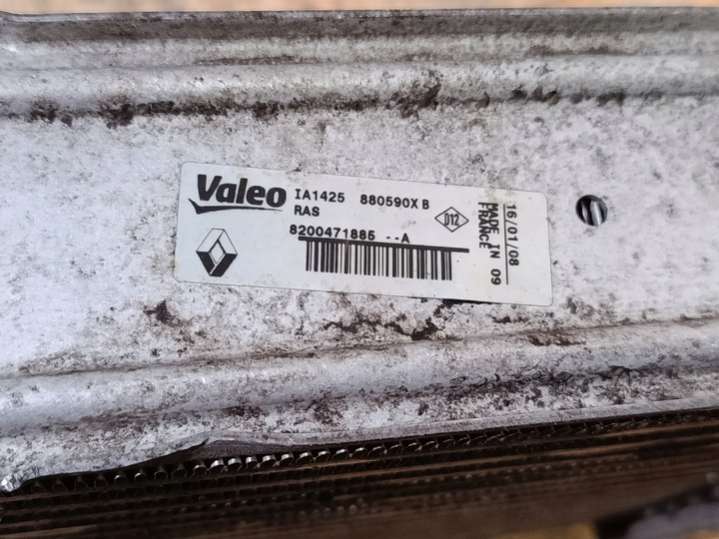 Valeo
IA1425 880590X B
RAS
8200471885 --A
D12
16/01/08
MADE IN 09
FRANCE